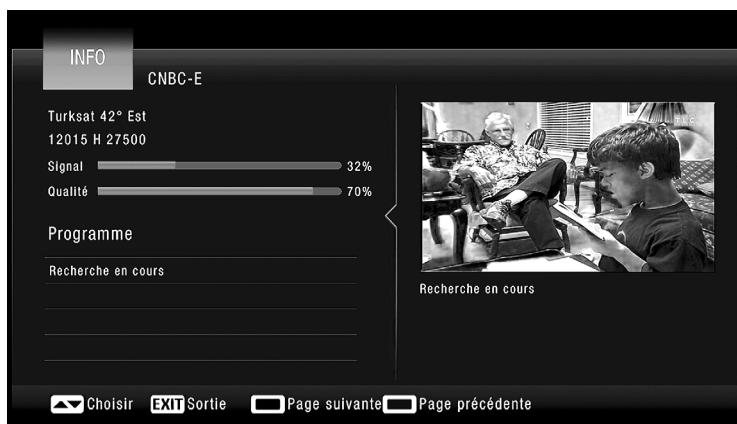 INFO
CNBC-E
Turksat 42° Est
12015 H 27500
Signal 32%
Qualité 70%
Programme
Recherche en cours
TLC
Recherche en cours
Choisir EXIT Sortie Page suivante Page précédente